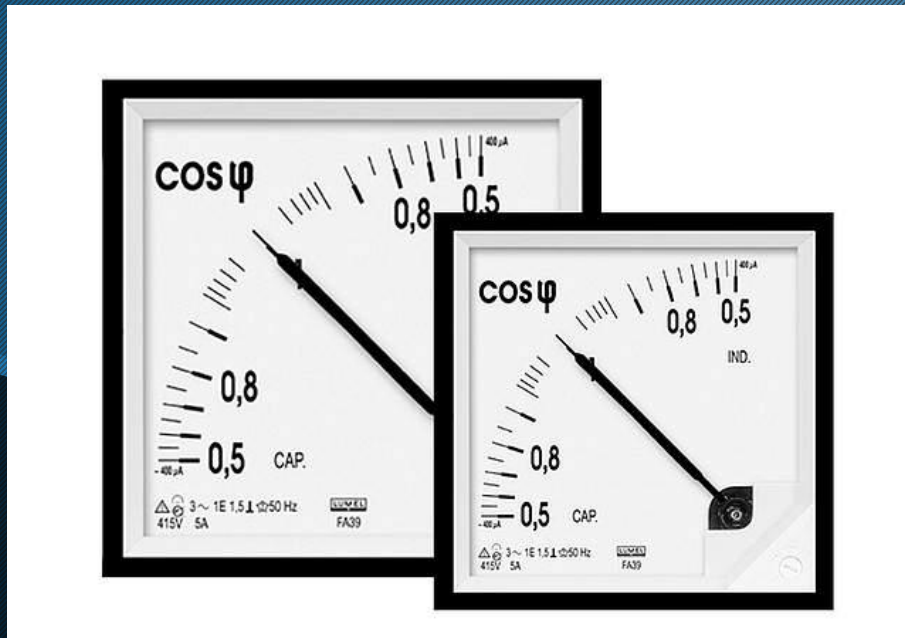 400 µA
cos φ
0,8 0,5
0,8
0,5 CAP.
- 400 µA
3~ 1E 1,5 50 Hz LUMEL
415V 5A FA39
400 µA
cos φ
0,8 0,5
IND.
0,8
0,5 CAP.
- 400 µA
3~ 1E 1,5 50 Hz LUMEL
415V 5A FA39